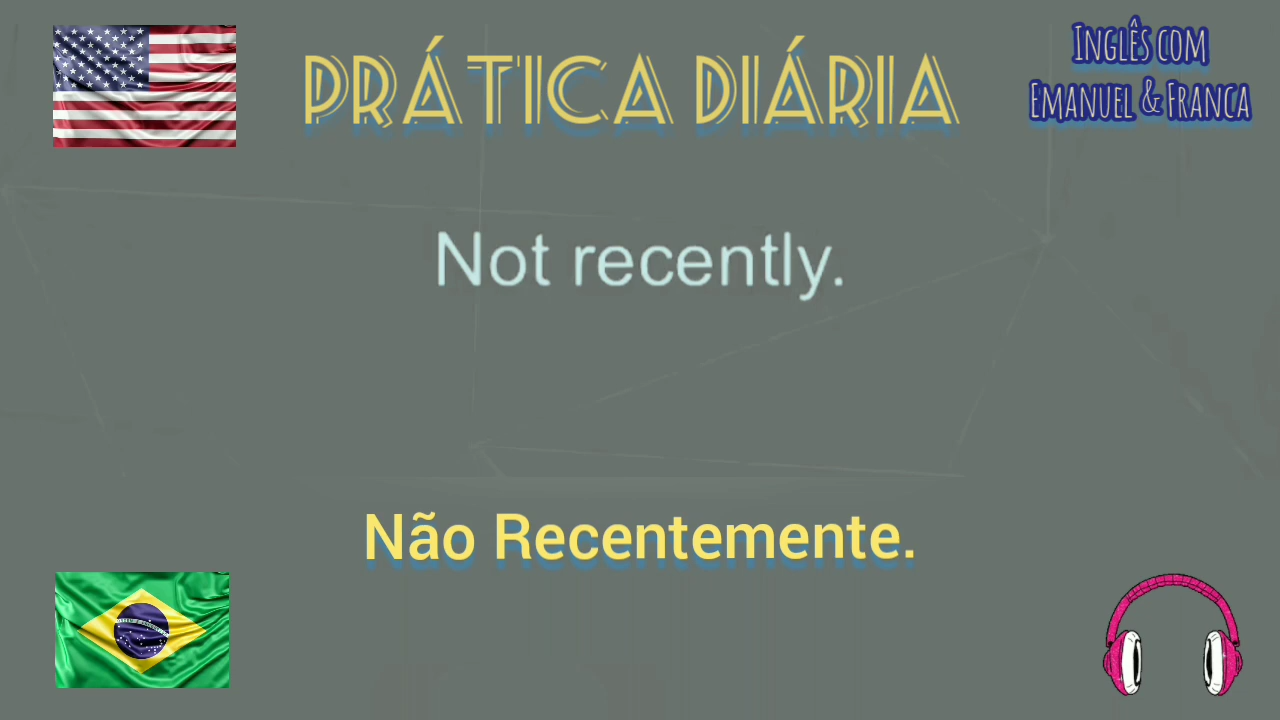 PRÁTICA DIÁRIA
Inglês com
Emanuel & Franca
Not recently.
Não Recentemente.